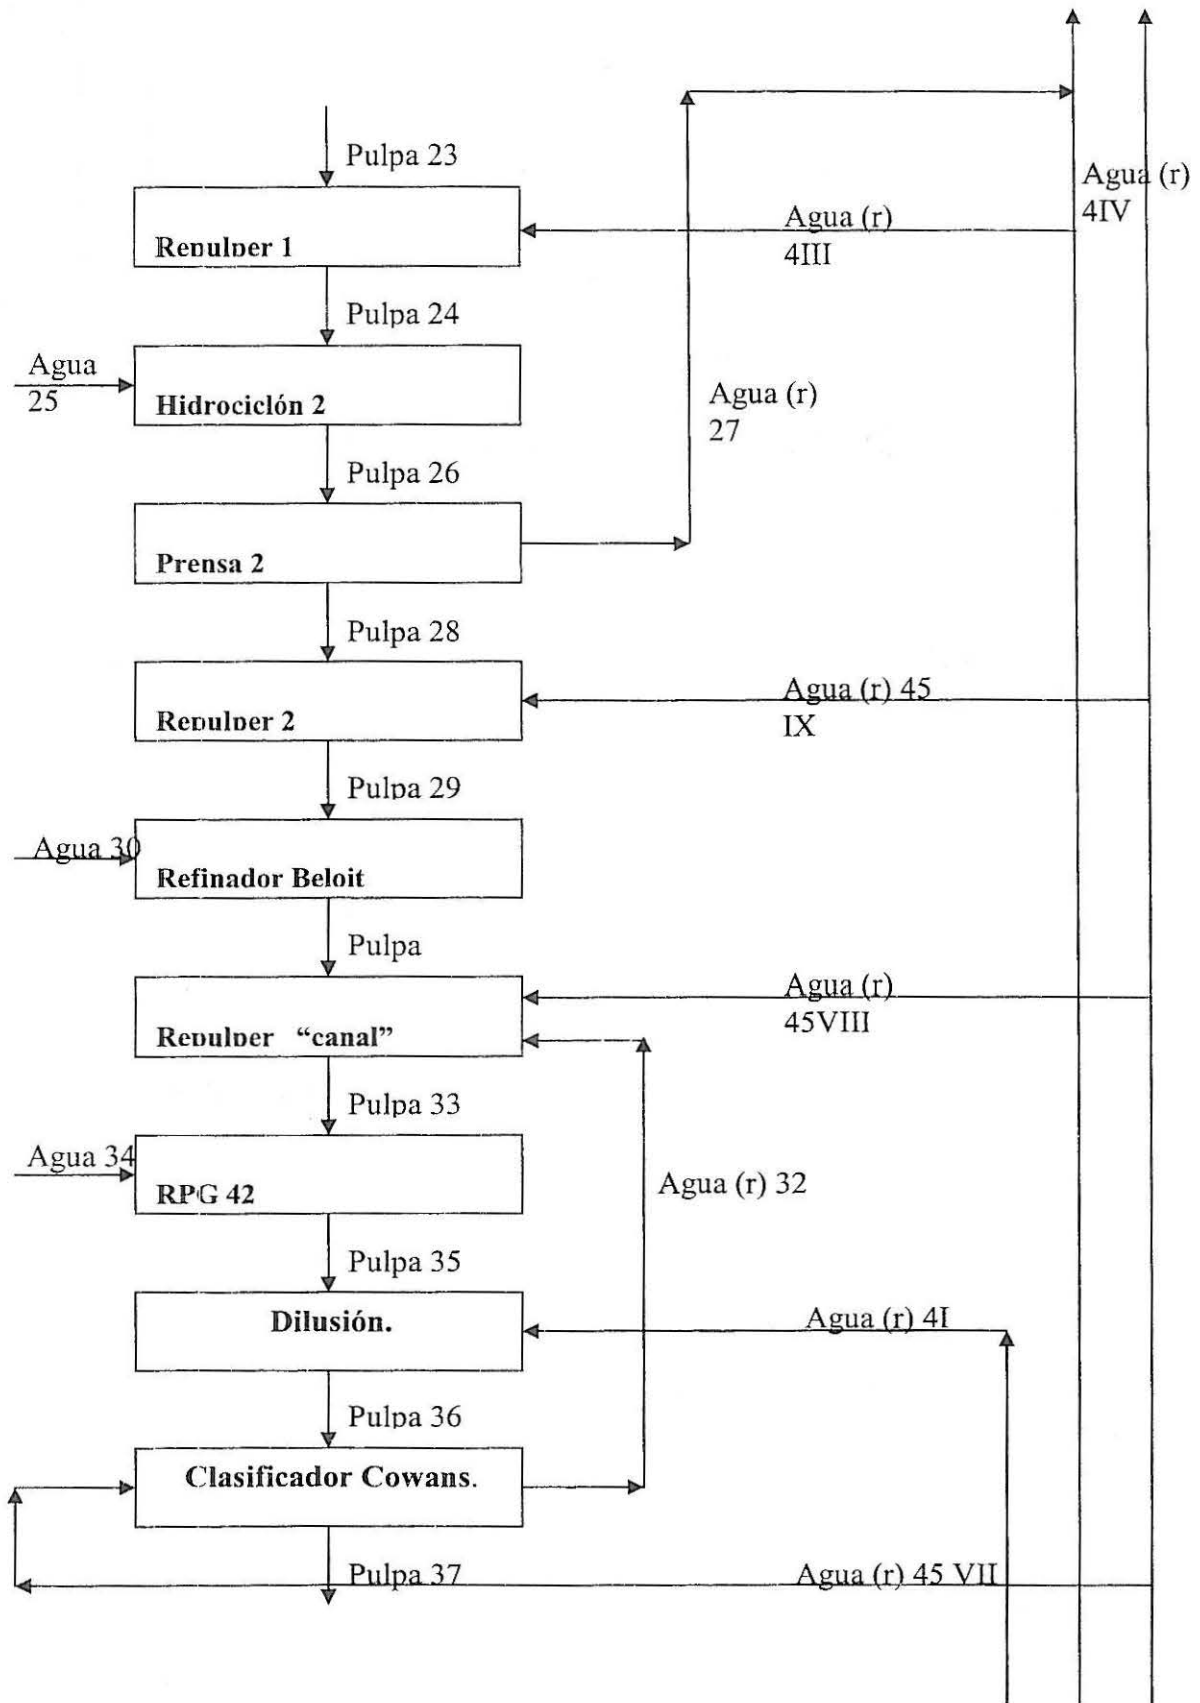 Pulpa 23
Agua (r)
4IV
Agua (r)
4III
Repulper 1
Pulpa 24
Agua
25
Hidrociclón 2
Agua (r)
27
Pulpa 26
Prensa 2
Pulpa 28
Agua (r) 45
IX
Repulper 2
Pulpa 29
Agua 30
Refinador Beloit
Pulpa
Agua (r)
45VIII
Repulper “canal”
Pulpa 33
Agua 34
RPG 42
Agua (r) 32
Pulpa 35
Dilusión.
Agua (r) 4I
Pulpa 36
Clasificador Cowans.
Pulpa 37
Agua (r) 45 VII